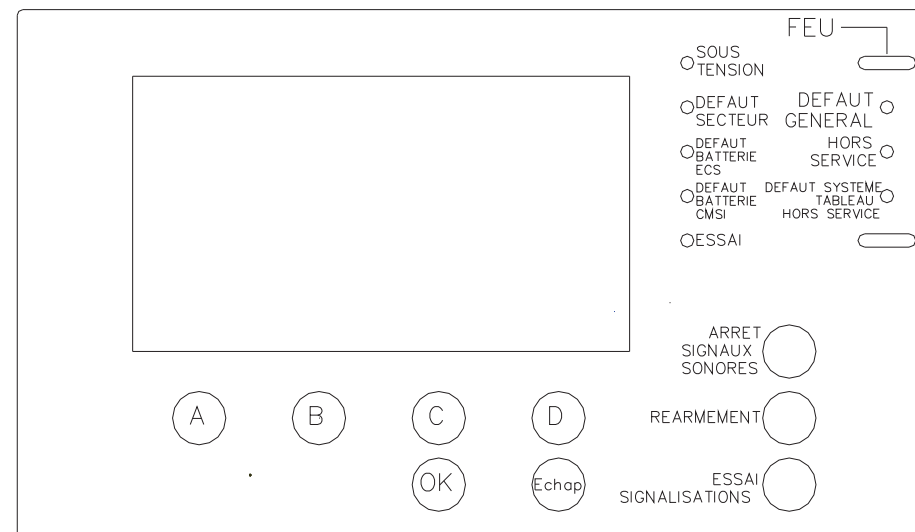 FEU
SOUS
TENSION
DEFAUT
SECTEUR
DEFAUT
GENERAL
DEFAUT
BATTERIE
ECS
HORS
SERVICE
DEFAUT
BATTERIE
CMSI
DEFAUT SYSTEME
TABLEAU
HORS SERVICE
ESSAI
ARRET
SIGNAUX
SONORES
A
B
C
D
REARMEMENT
OK
Echap
ESSAI
SIGNALISATIONS